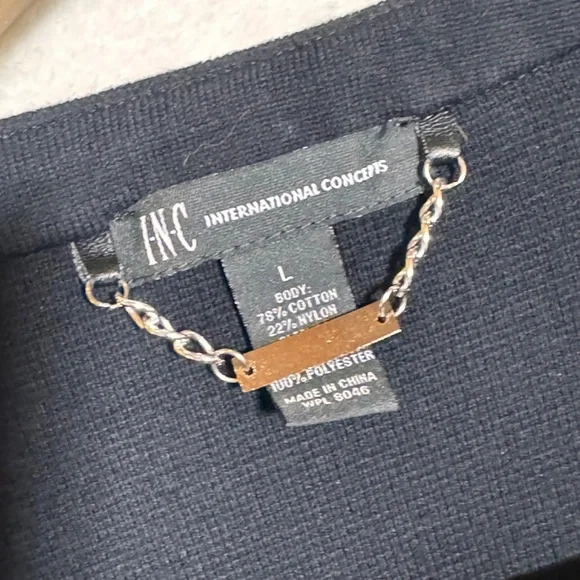 I·N·C INTERNATIONAL CONCEPTS
L
BODY:
78% COTTON
22% NYLON
100% POLYESTER
MADE IN CHINA
WPL 8046